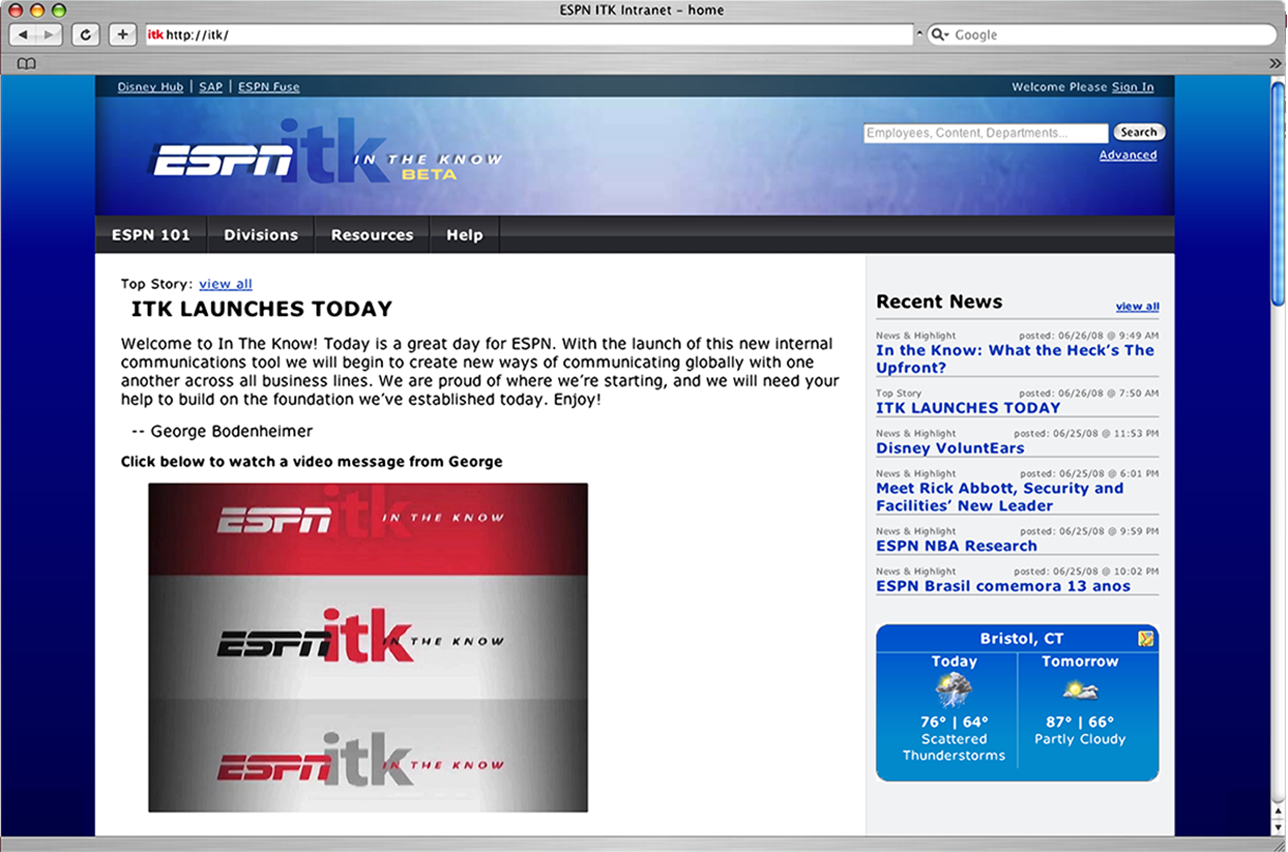 ESPN ITK Intranet – home
itk http://itk/
Google
Disney Hub | SAP | ESPN Fuse
Welcome Please Sign In
ESPN itk IN THE KNOW
BETA
Employees, Content, Departments...
Search
Advanced
ESPN 101
Divisions
Resources
Help
Top Story: view all
ITK LAUNCHES TODAY
Welcome to In The Know! Today is a great day for ESPN. With the launch of this new internal
communications tool we will begin to create new ways of communicating globally with one
another across all business lines. We are proud of where we're starting, and we will need your
help to build on the foundation we've established today. Enjoy!
-- George Bodenheimer
Click below to watch a video message from George
ESPN itk IN THE KNOW
ESPN itk IN THE KNOW
ESPN itk IN THE KNOW
Recent News
view all
News & Highlight posted: 06/26/08 @ 9:49 AM
In the Know: What the Heck's The
Upfront?
Top Story posted: 06/26/08 @ 7:50 AM
ITK LAUNCHES TODAY
News & Highlight posted: 06/25/08 @ 11:53 PM
Disney VoluntEars
News & Highlight posted: 06/25/08 @ 6:01 PM
Meet Rick Abbott, Security and
Facilities' New Leader
News & Highlight posted: 06/25/08 @ 9:59 PM
ESPN NBA Research
News & Highlight posted: 06/25/08 @ 10:02 PM
ESPN Brasil comemora 13 anos
Bristol, CT
Today
76° | 64°
Scattered
Thunderstorms
Tomorrow
87° | 66°
Partly Cloudy